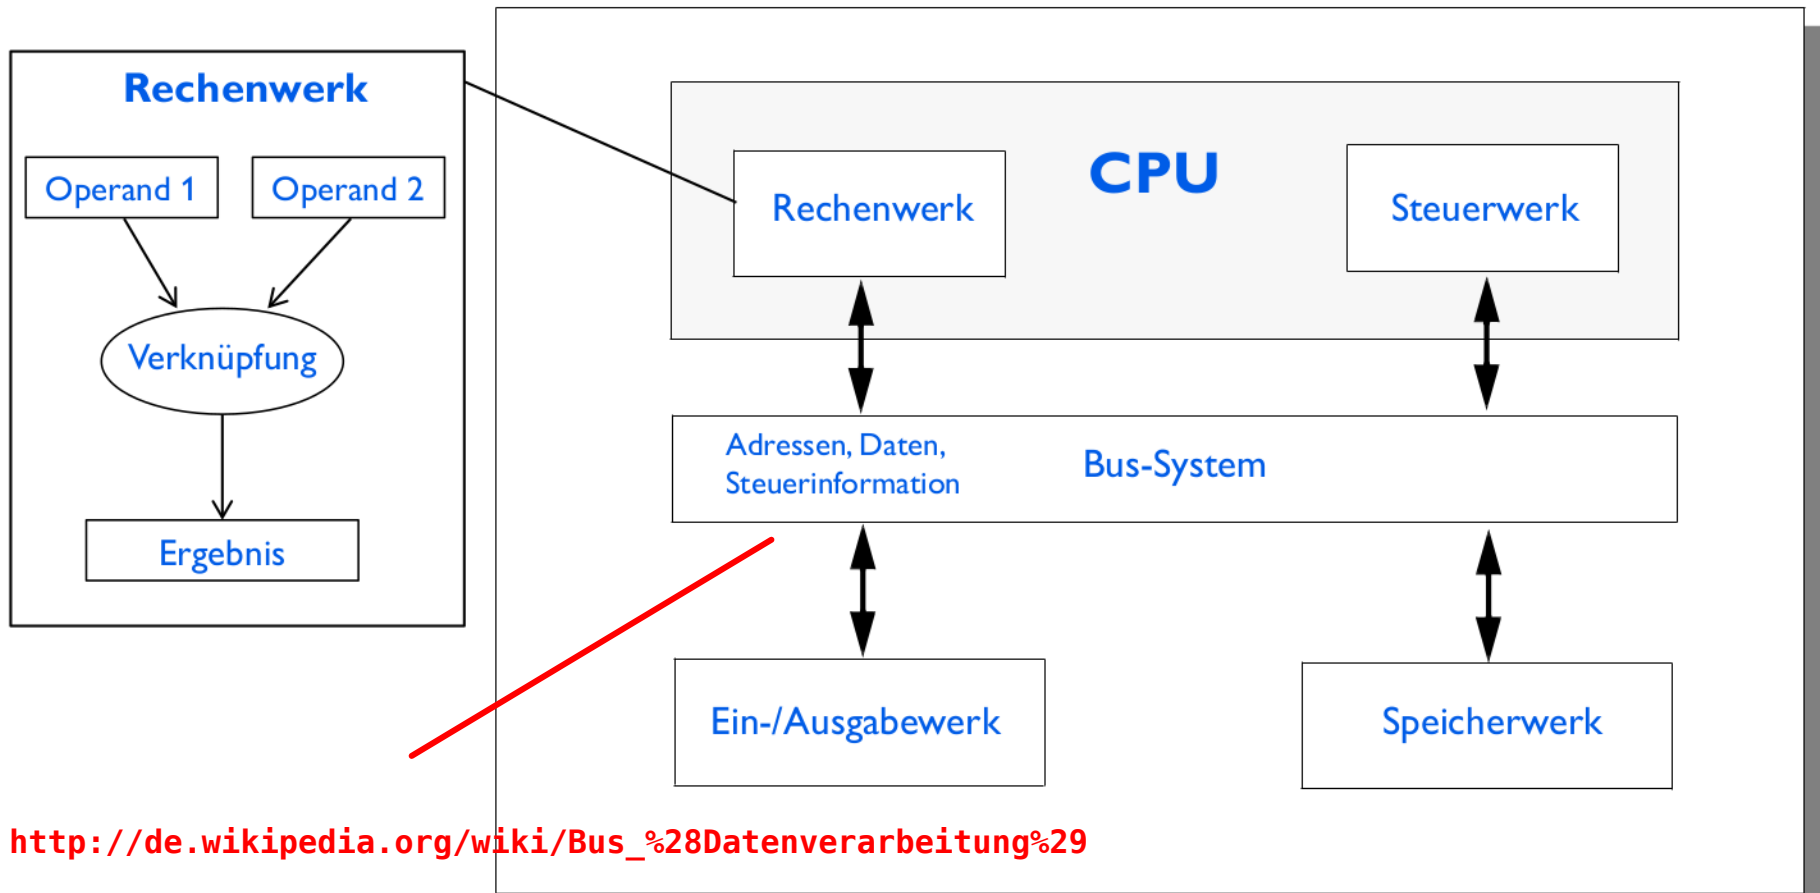 Rechenwerk
Operand 1
Operand 2
Verknüpfung
Ergebnis
CPU
Rechenwerk
Steuerwerk
Adressen, Daten,
Steuerinformation
Bus-System
Ein-/Ausgabewerk
Speicherwerk
http://de.wikipedia.org/wiki/Bus_%28Datenverarbeitung%29